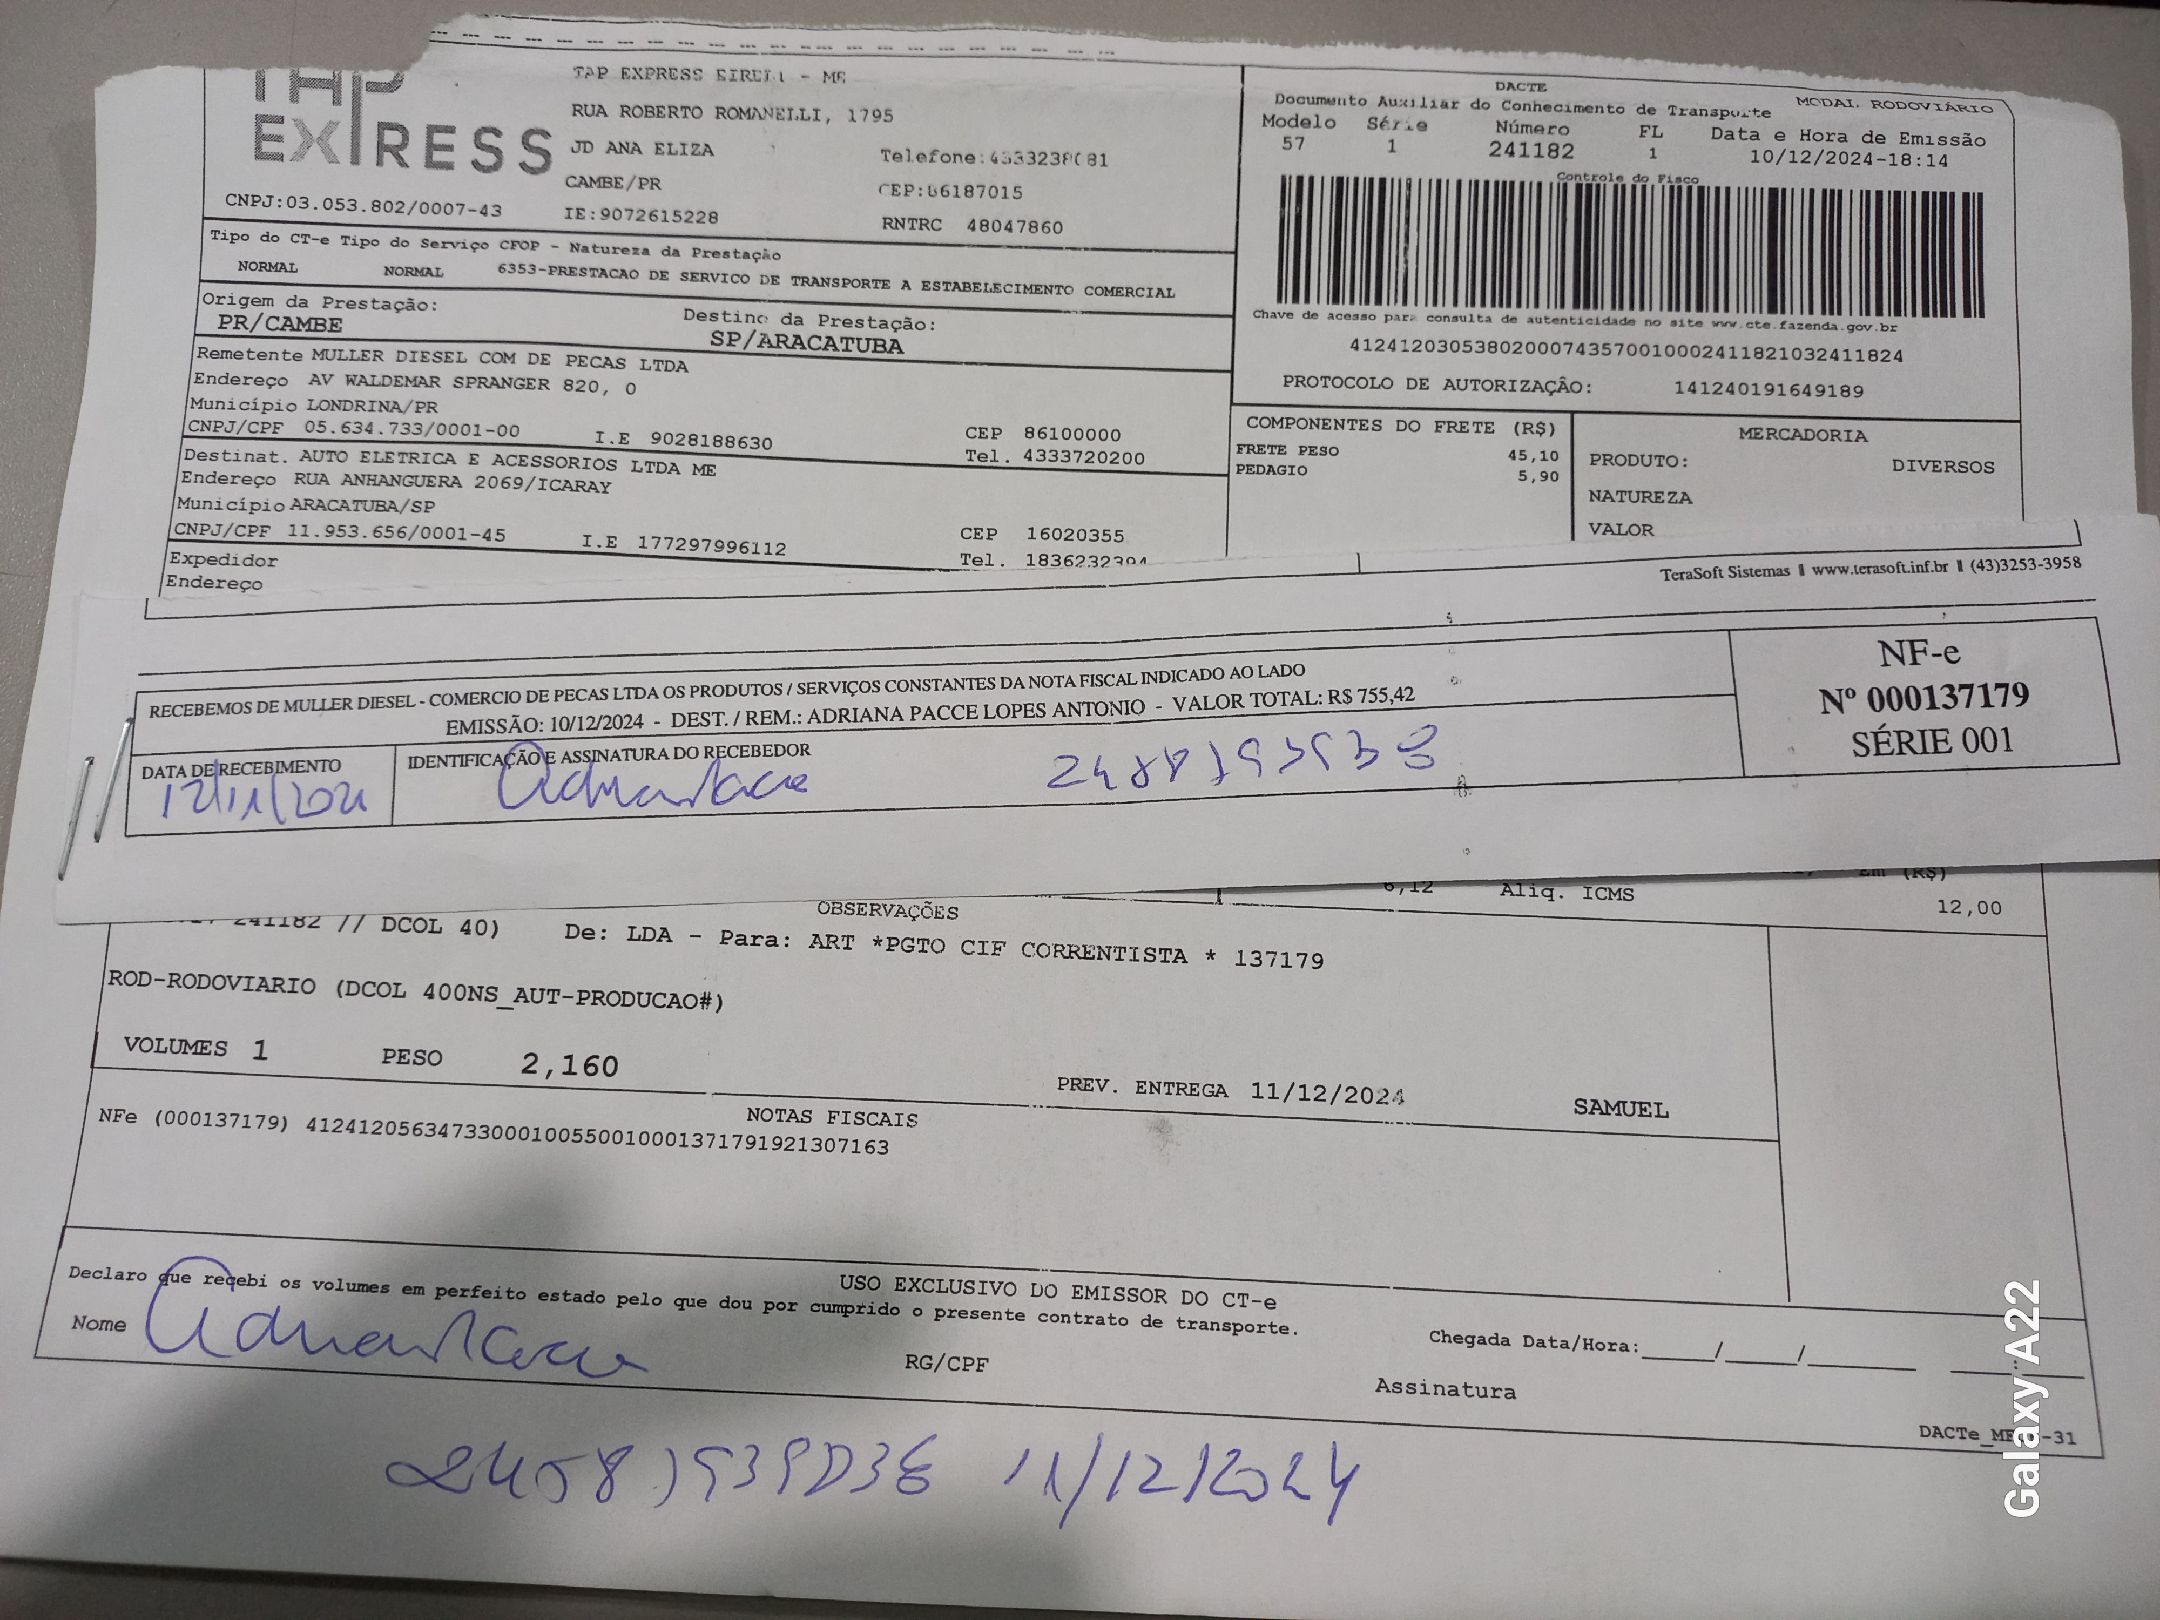 TAP
EXPRESS
TAP EXPRESS EIRELI - ME
RUA ROBERTO ROMANELLI, 1795
JD ANA ELIZA
Telefone:4333238081
CAMBE/PR
CEP:86187015
CNPJ:03.053.802/0007-43
IE:9072615228
RNTRC 48047860
DACTE
Documento Auxiliar do Conhecimento de Transporte
MODAL RODOVIÁRIO
Modelo Série Número FL Data e Hora de Emissão
57 1 241182 1 10/12/2024-18:14
Controle do Fisco
Chave de acesso para consulta de autenticidade no site www.cte.fazenda.gov.br
41241203053802000743570010002411821032411824
PROTOCOLO DE AUTORIZAÇÃO: 141240191649189
Tipo do CT-e Tipo do Serviço CFOP - Natureza da Prestação
NORMAL NORMAL 6353-PRESTACAO DE SERVICO DE TRANSPORTE A ESTABELECIMENTO COMERCIAL
Origem da Prestação: Destino da Prestação:
PR/CAMBE SP/ARACATUBA
Remetente MULLER DIESEL COM DE PECAS LTDA
Endereço AV WALDEMAR SPRANGER 820, 0
Município LONDRINA/PR
CNPJ/CPF 05.634.733/0001-00 I.E 9028188630 CEP 86100000
Tel. 4333720200
Destinat. AUTO ELETRICA E ACESSORIOS LTDA ME
Endereço RUA ANHANGUERA 2069/ICARAY
Município ARACATUBA/SP
CNPJ/CPF 11.953.656/0001-45 I.E 177297996112 CEP 16020355
Tel. 1836232394
Expedidor
Endereço
COMPONENTES DO FRETE (R$)
FRETE PESO 45,10
PEDAGIO 5,90
MERCADORIA
PRODUTO: DIVERSOS
NATUREZA
VALOR
TeraSoft Sistemas | www.terasoft.inf.br | (43)3253-3958
RECEBEMOS DE MULLER DIESEL - COMERCIO DE PECAS LTDA OS PRODUTOS / SERVIÇOS CONSTANTES DA NOTA FISCAL INDICADO AO LADO
EMISSÃO: 10/12/2024 - DEST. / REM.: ADRIANA PACCE LOPES ANTONIO - VALOR TOTAL: R$ 755,42
NF-e
Nº 000137179
SÉRIE 001
DATA DE RECEBIMENTO
IDENTIFICAÇÃO E ASSINATURA DO RECEBEDOR
6,12 Aliq. ICMS 12,00
(R$)
OBSERVAÇÕES
241182 // DCOL 40) De: LDA - Para: ART *PGTO CIF CORRENTISTA * 137179
ROD-RODOVIARIO (DCOL 400NS_AUT-PRODUCAO#)
VOLUMES 1 PESO 2,160
PREV. ENTREGA 11/12/2024 SAMUEL
NOTAS FISCAIS
NFe (000137179) 41241205634733000100550010001371791921307163
USO EXCLUSIVO DO EMISSOR DO CT-e
Declaro que recebi os volumes em perfeito estado pelo que dou por cumprido o presente contrato de transporte.
Nome
RG/CPF
Chegada Data/Hora:____/____/____
Assinatura
11/12/2024
Galaxy A22